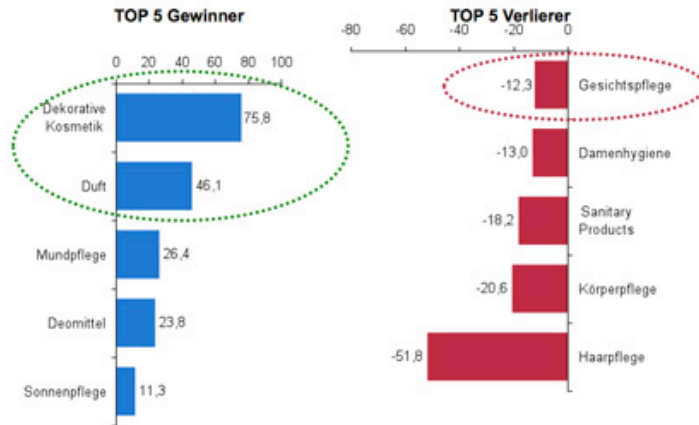 TOP 5 Gewinner
0 20 40 60 80 100
Dekorative
Kosmetik
75,8
Duft
46,1
Mundpflege
26,4
Deomittel
23,8
Sonnenpflege
11,3
TOP 5 Verlierer
-80 -60 -40 -20 0
-12,3
Gesichtspflege
-13,0
Damenhygiene
-18,2
Sanitary
Products
-20,6
Körperpflege
-51,8
Haarpflege